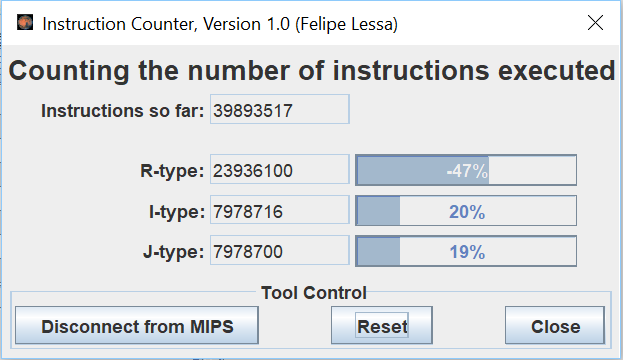 Instruction Counter, Version 1.0 (Felipe Lessa)
Counting the number of instructions executed
Instructions so far: 39893517
R-type: 23936100 -47%
I-type: 7978716 20%
J-type: 7978700 19%
Tool Control
Disconnect from MIPS Reset Close